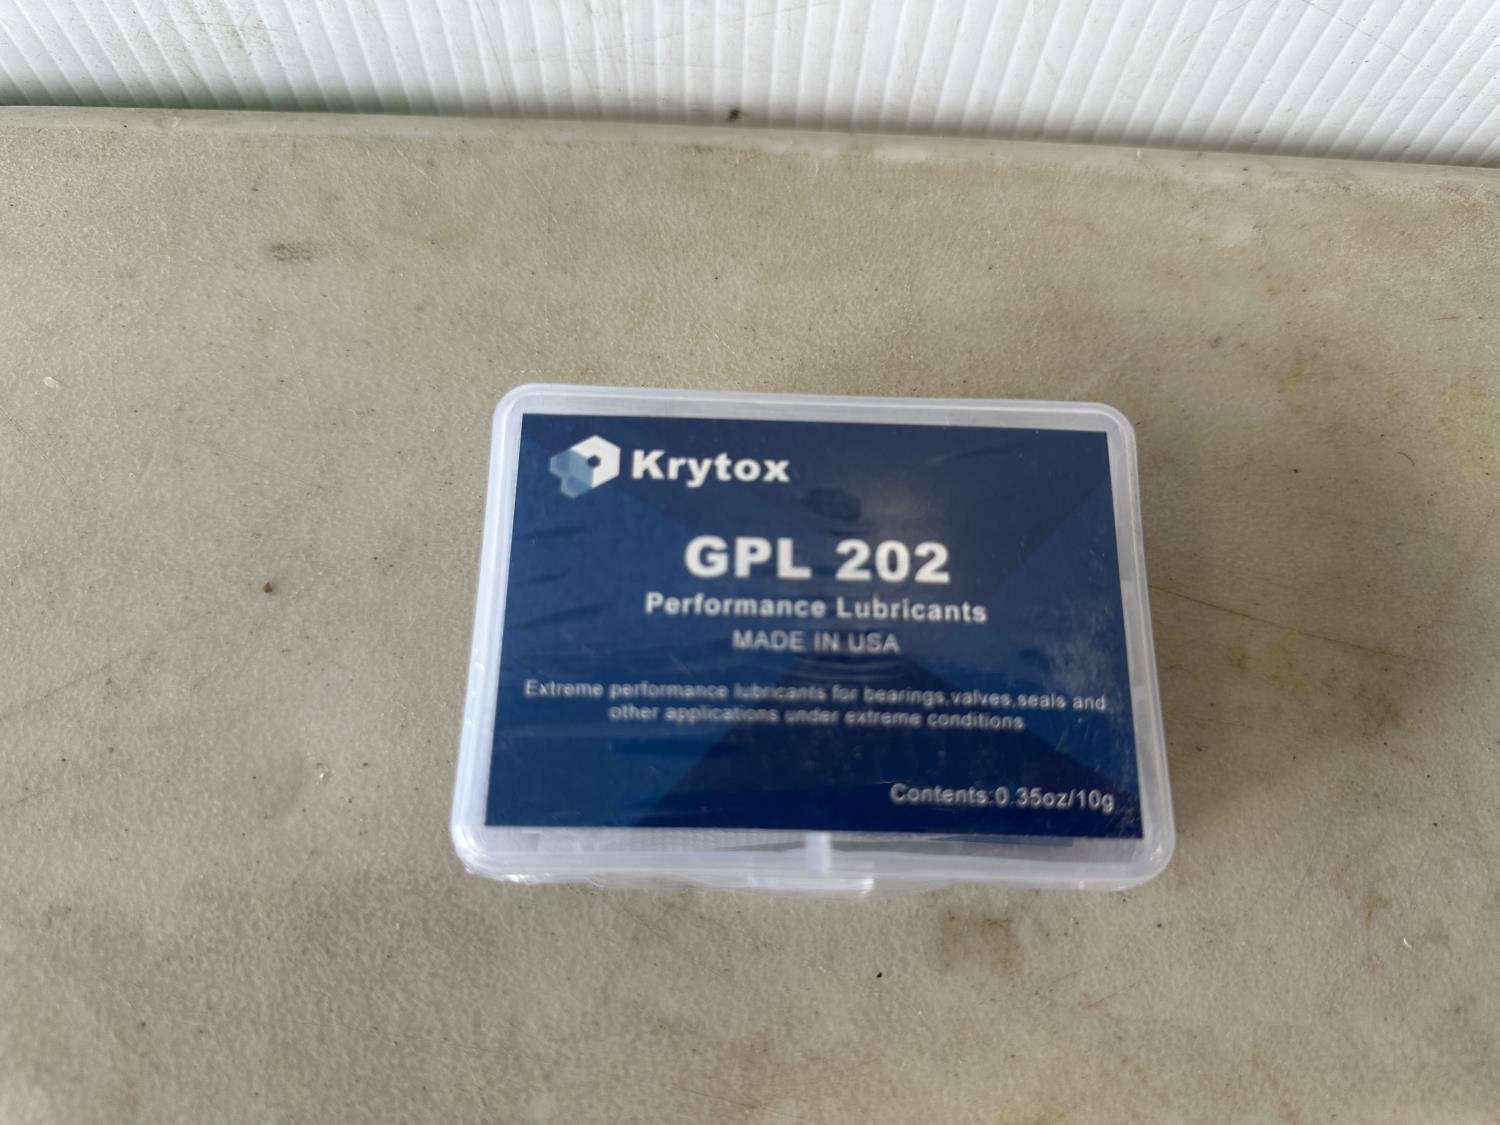 Krytox
GPL 202
Performance Lubricants
MADE IN USA
Extreme performance lubricants for bearings,valves,seals and
other applications under extreme conditions
Contents:0.35oz/10g